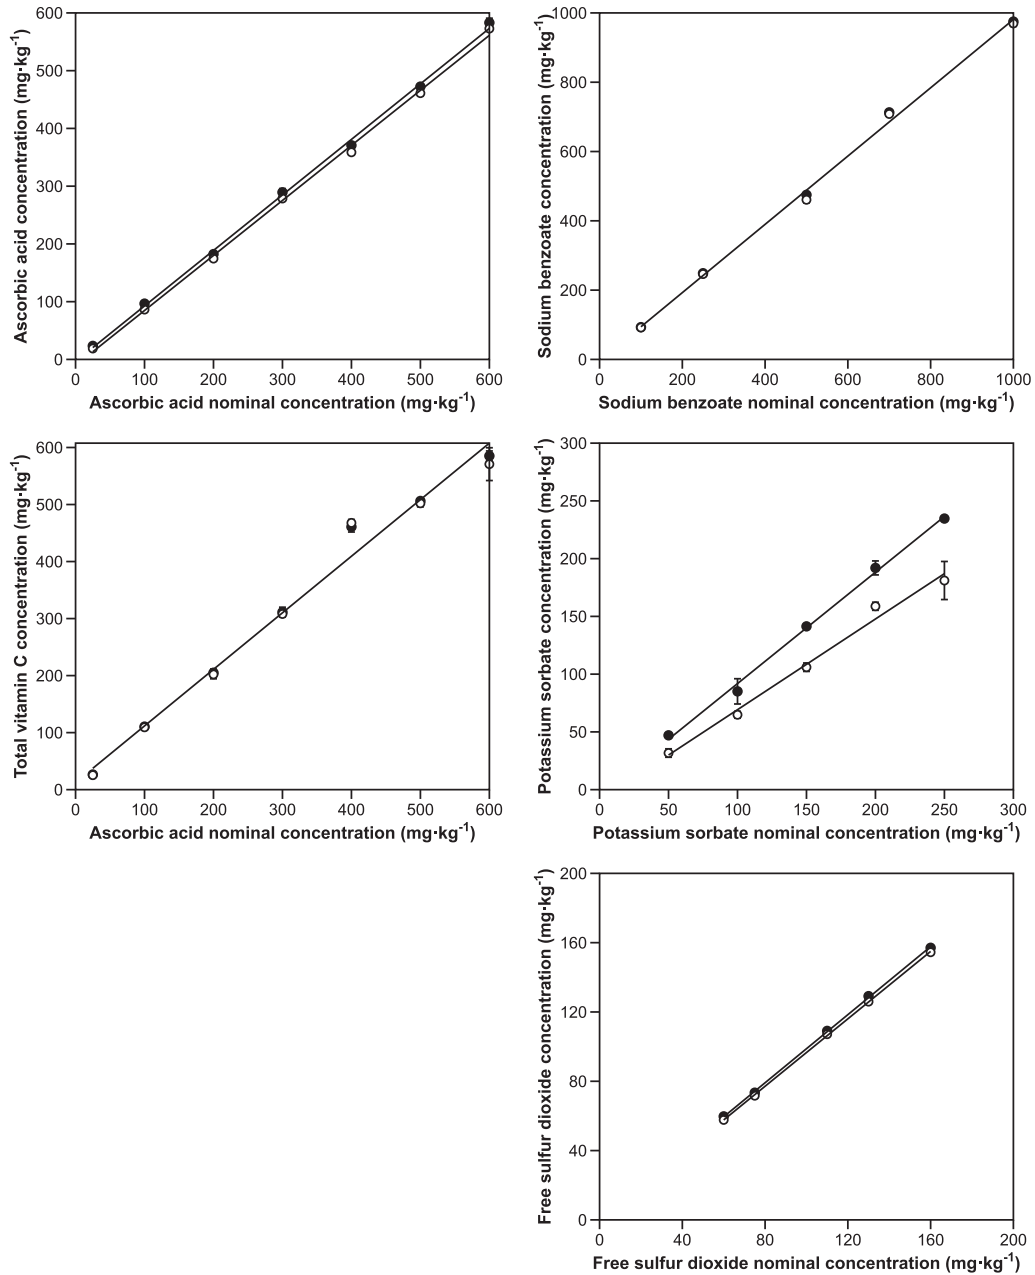 Ascorbic acid concentration (mg·kg-1)
600
500
400
300
200
100
0
0 100 200 300 400 500 600
Ascorbic acid nominal concentration (mg·kg-1)
Sodium benzoate concentration (mg·kg-1)
1000
800
600
400
200
0
0 200 400 600 800 1000
Sodium benzoate nominal concentration (mg·kg-1)
Total vitamin C concentration (mg·kg-1)
600
500
400
300
200
100
0
0 100 200 300 400 500 600
Ascorbic acid nominal concentration (mg·kg-1)
Potassium sorbate concentration (mg·kg-1)
300
250
200
150
100
50
0
0 50 100 150 200 250 300
Potassium sorbate nominal concentration (mg·kg-1)
Free sulfur dioxide concentration (mg·kg-1)
200
160
120
80
40
0
0 40 80 120 160 200
Free sulfur dioxide nominal concentration (mg·kg-1)